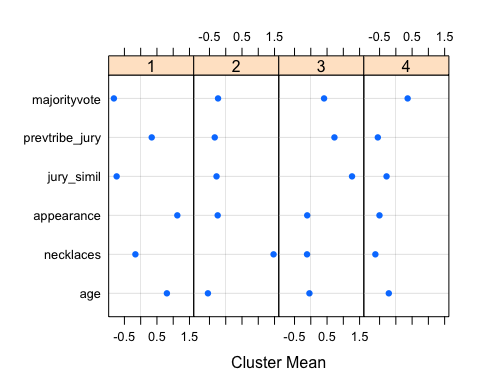 -0.5 0.5 1.5 -0.5 0.5 1.5
1 2 3 4
majorityvote
prevtribe_jury
jury_simil
appearance
necklaces
age
-0.5 0.5 1.5 -0.5 0.5 1.5
Cluster Mean